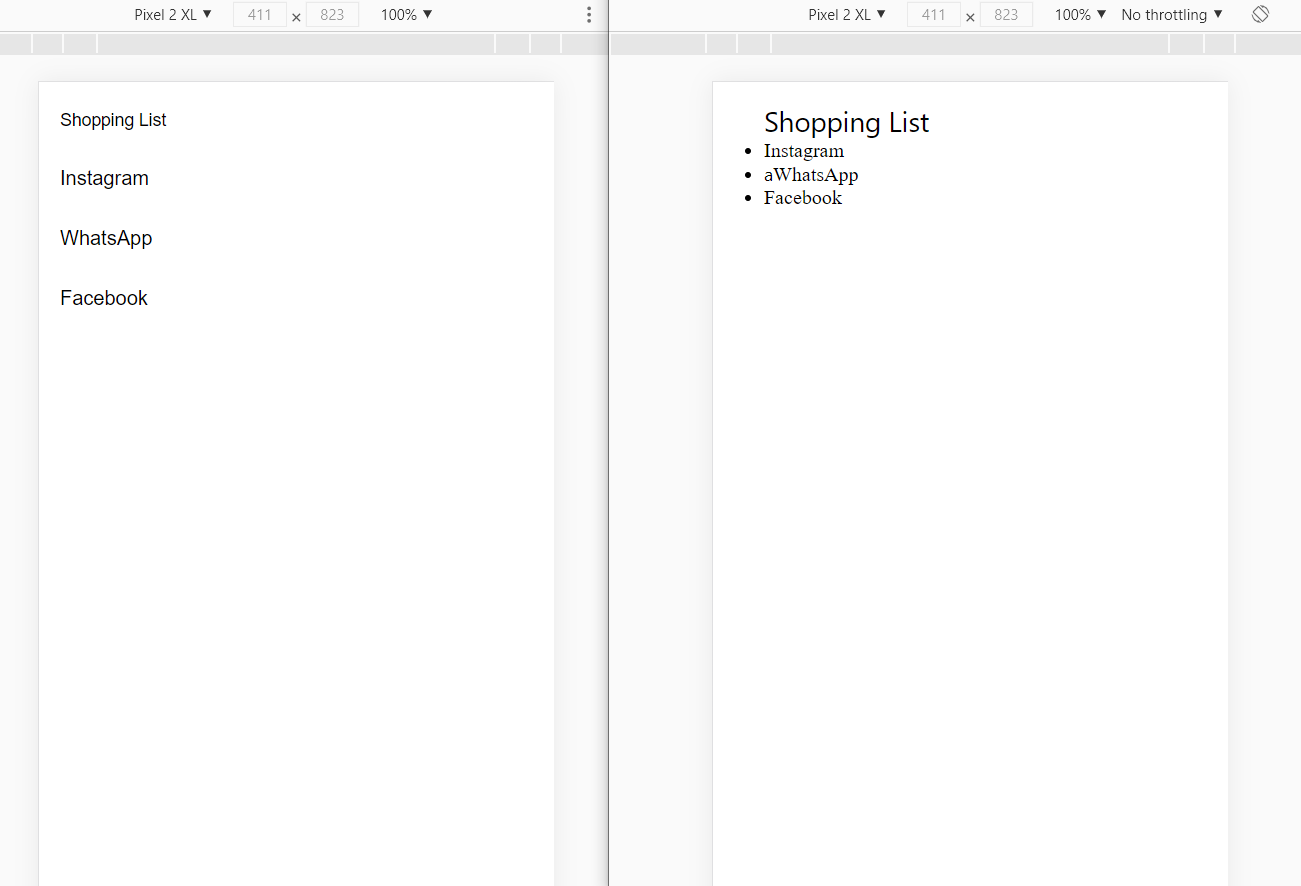 Pixel 2 XL ▼ 411 × 823 100% ▼
Shopping List
Instagram
WhatsApp
Facebook
Pixel 2 XL ▼ 411 × 823 100% ▼ No throttling ▼
Shopping List
• Instagram
• aWhatsApp
• Facebook